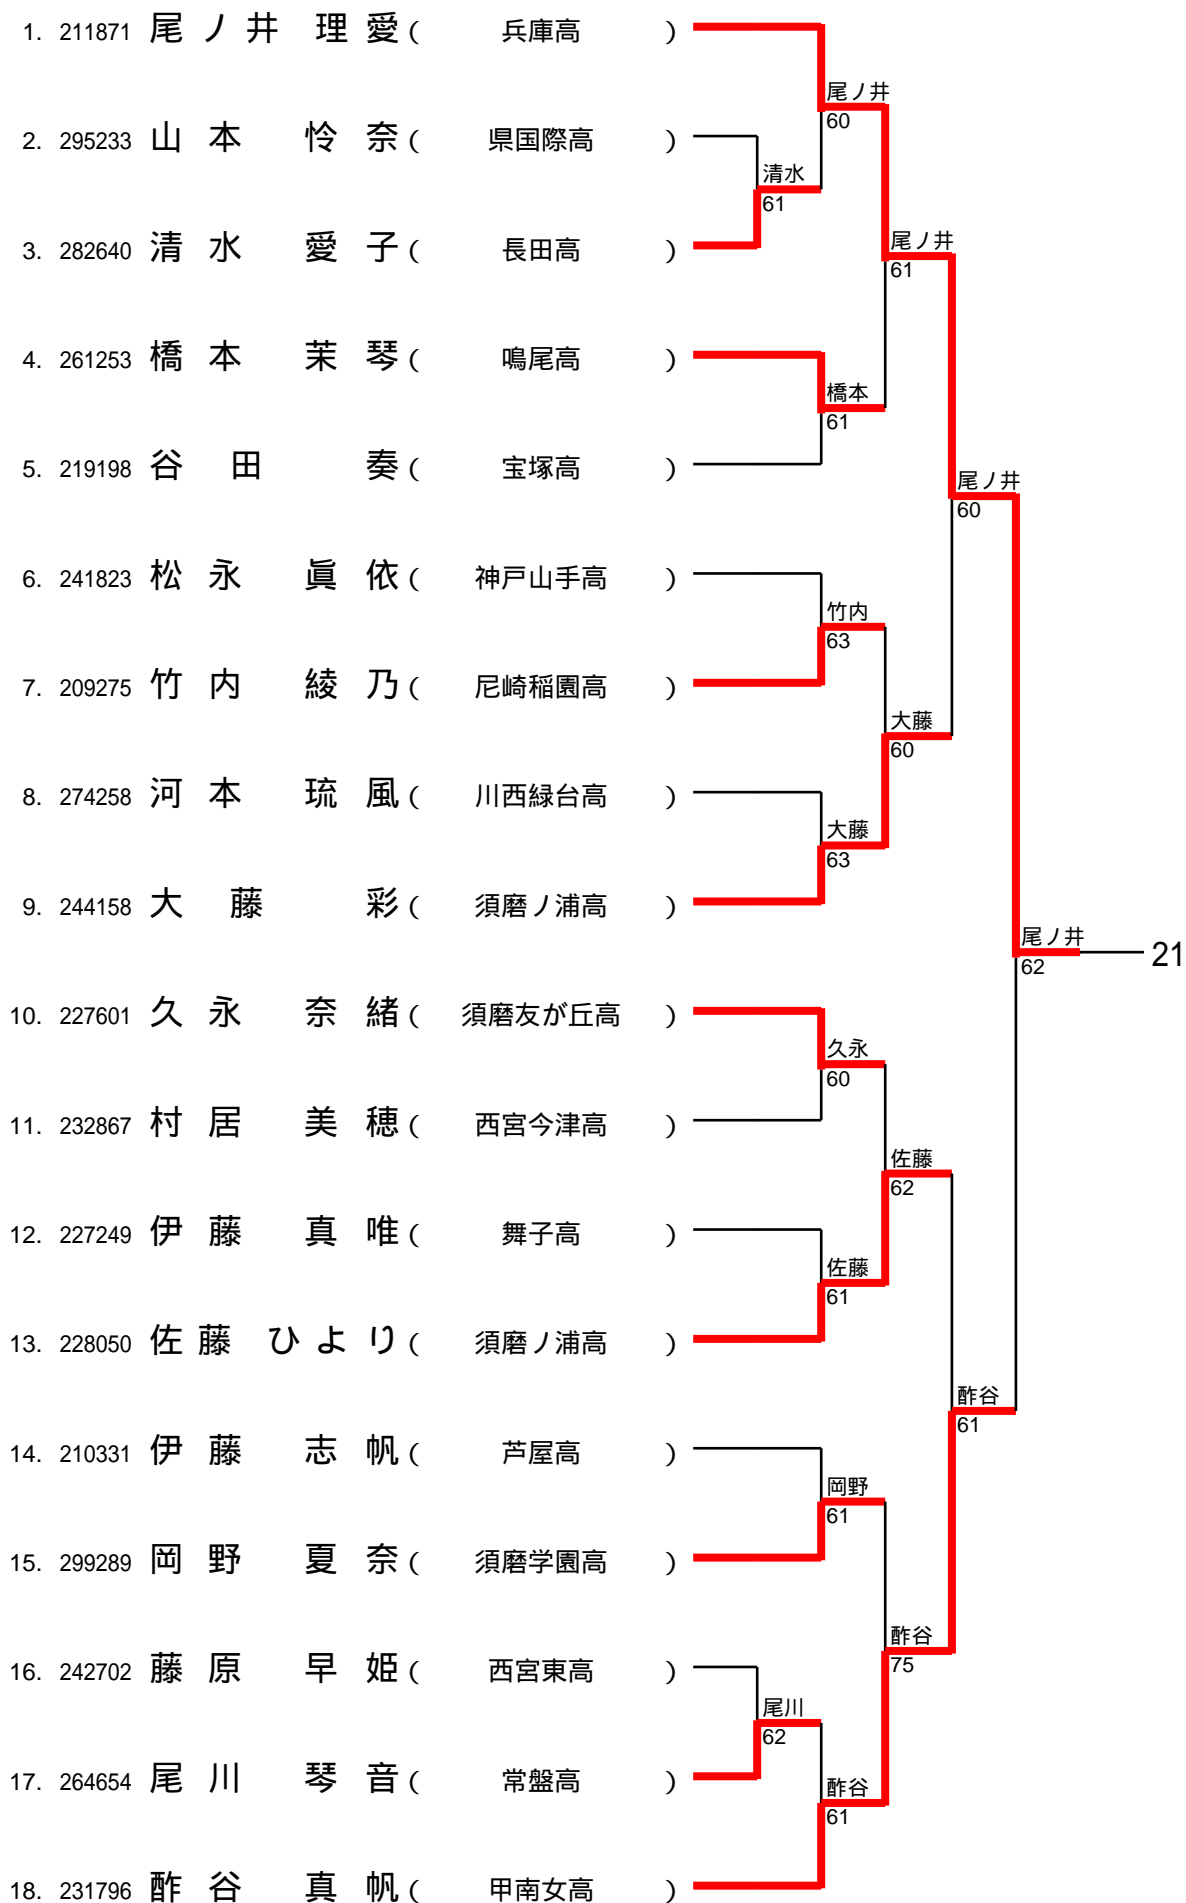 1. 211871 尾ノ井 理愛 ( 兵庫高 )
尾ノ井
60
2. 295233 山本 怜奈 ( 県国際高 )
清水
61
3. 282640 清水 愛子 ( 長田高 )
尾ノ井
61
4. 261253 橋本 茉琴 ( 鳴尾高 )
橋本
61
5. 219198 谷田 奏 ( 宝塚高 )
尾ノ井
60
6. 241823 松永 眞依 ( 神戸山手高 )
竹内
63
7. 209275 竹内 綾乃 ( 尼崎稲園高 )
大藤
60
8. 274258 河本 琉風 ( 川西緑台高 )
大藤
63
9. 244158 大藤 彩 ( 須磨ノ浦高 )
尾ノ井
62
21
10. 227601 久永 奈緒 ( 須磨友が丘高 )
久永
60
11. 232867 村居 美穂 ( 西宮今津高 )
佐藤
62
12. 227249 伊藤 真唯 ( 舞子高 )
佐藤
61
13. 228050 佐藤 ひより ( 須磨ノ浦高 )
酢谷
61
14. 210331 伊藤 志帆 ( 芦屋高 )
岡野
61
15. 299289 岡野 夏奈 ( 須磨学園高 )
酢谷
75
16. 242702 藤原 早姫 ( 西宮東高 )
尾川
62
17. 264654 尾川 琴音 ( 常盤高 )
酢谷
61
18. 231796 酢谷 真帆 ( 甲南女高 )